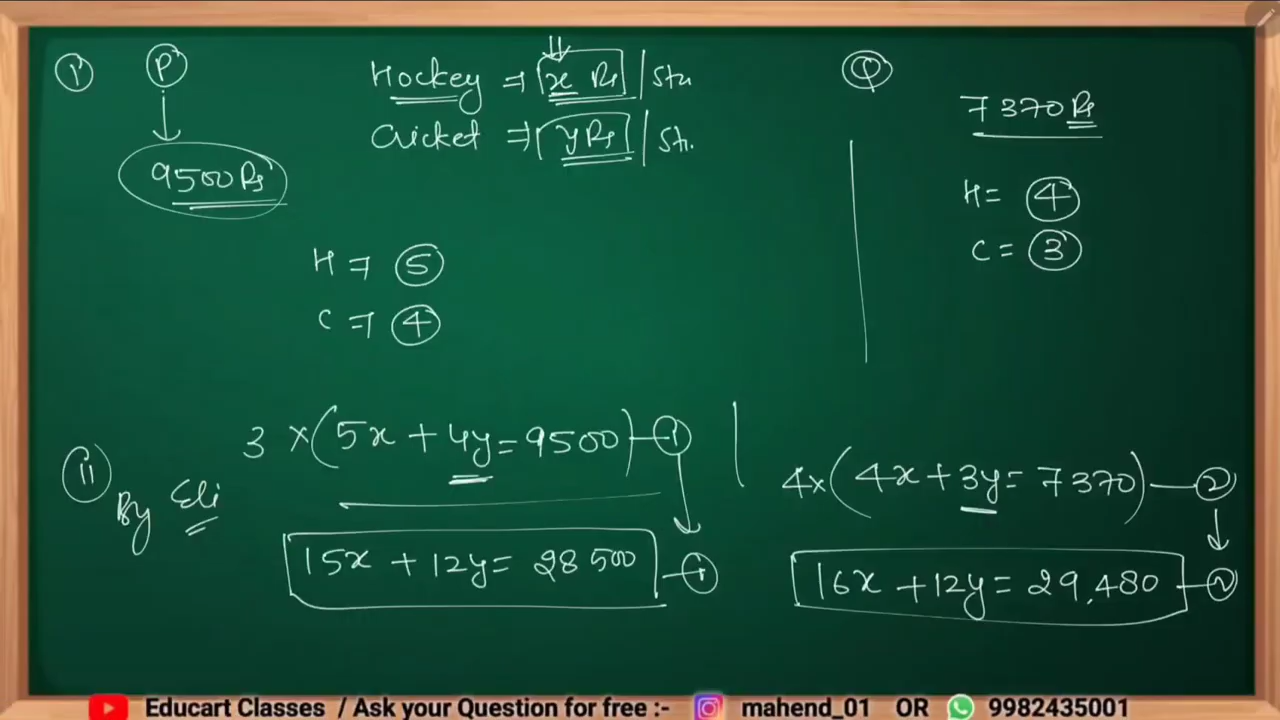 I P Hockey ⇒ x Rs / Stu Q
Cricket ⇒ y Rs / Stu.
9500 Rs
7370 Rs
H ⇒ 5
C ⇒ 4
H = 4
C = 3
II By Eli
3 × (5x + 4y = 9500) — 1
15x + 12y = 28500 — 1
4 × (4x + 3y = 7370) — 2
16x + 12y = 29,480 — 2
Educart Classes / Ask your Question for free :- mahend_01 OR 9982435001